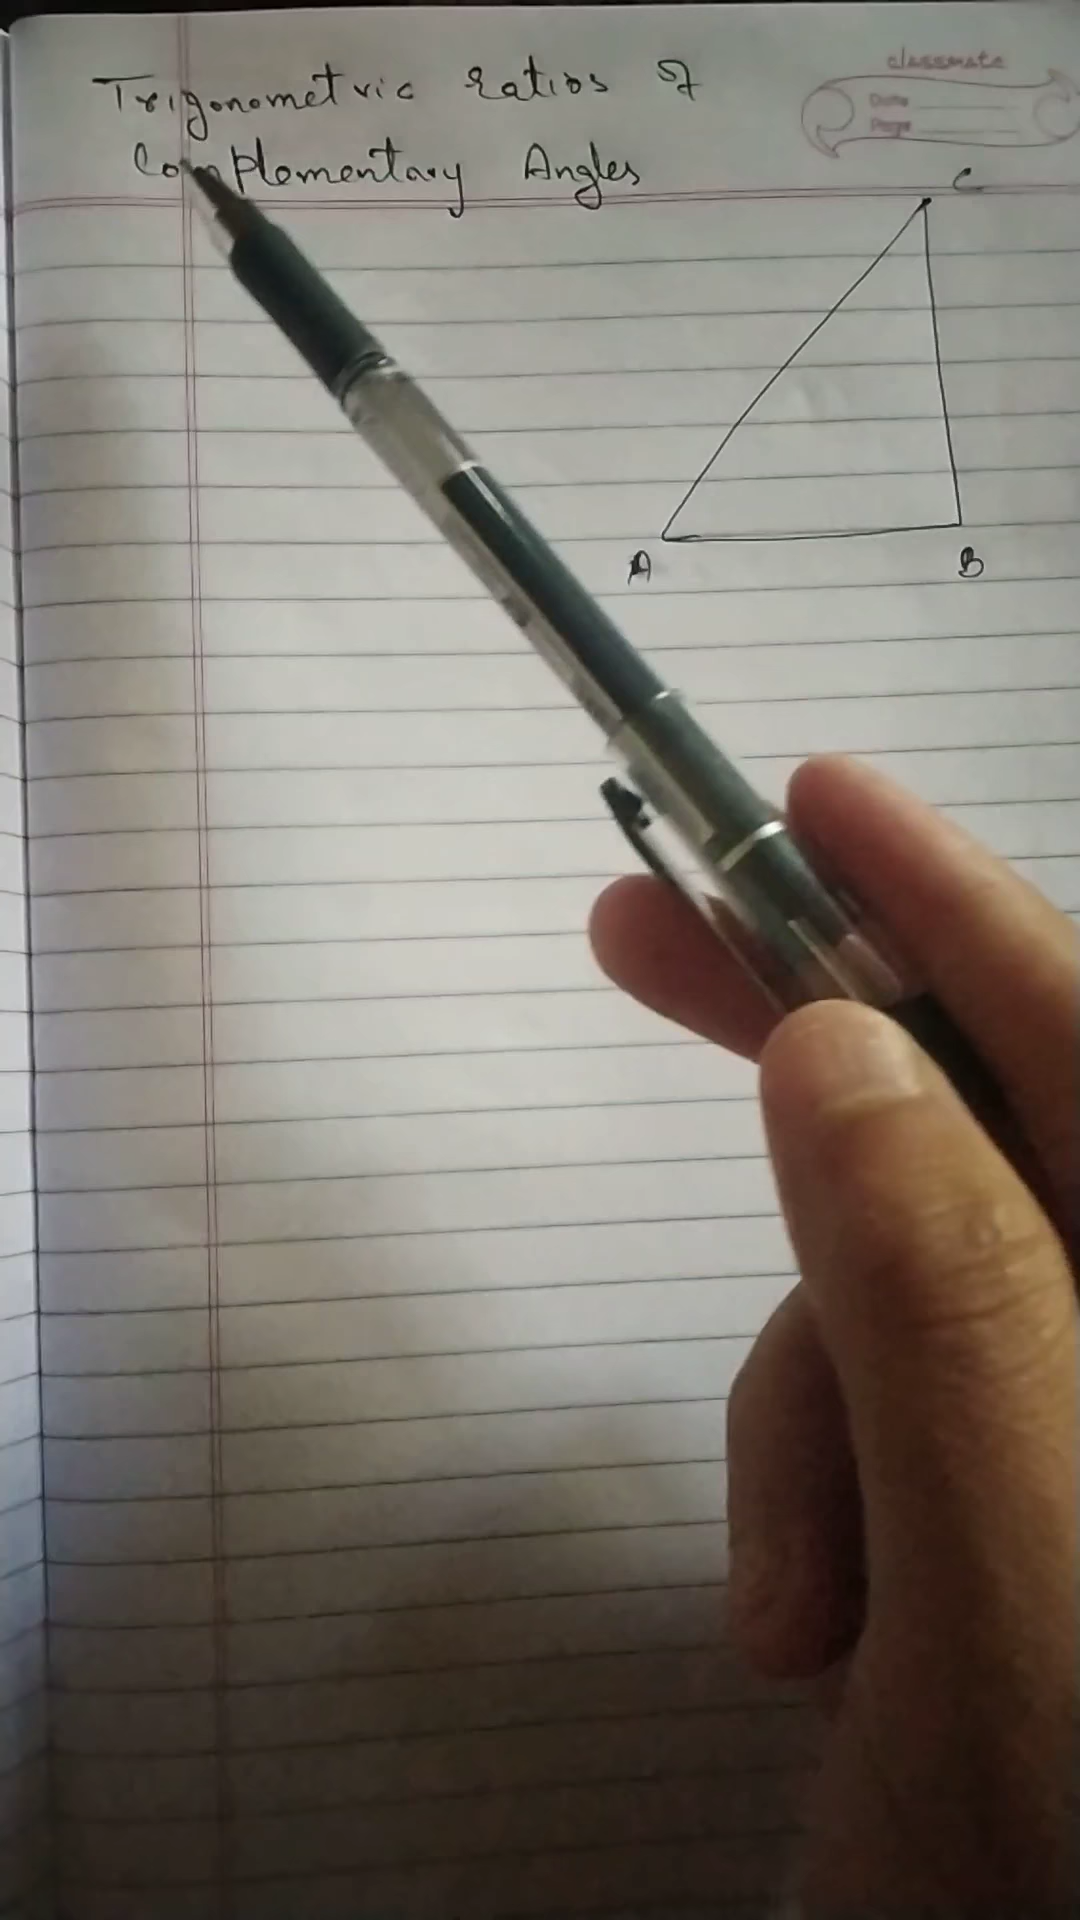 Trigonometric ratios of
Complementary Angles
classmate
Date
Page
C
A
B